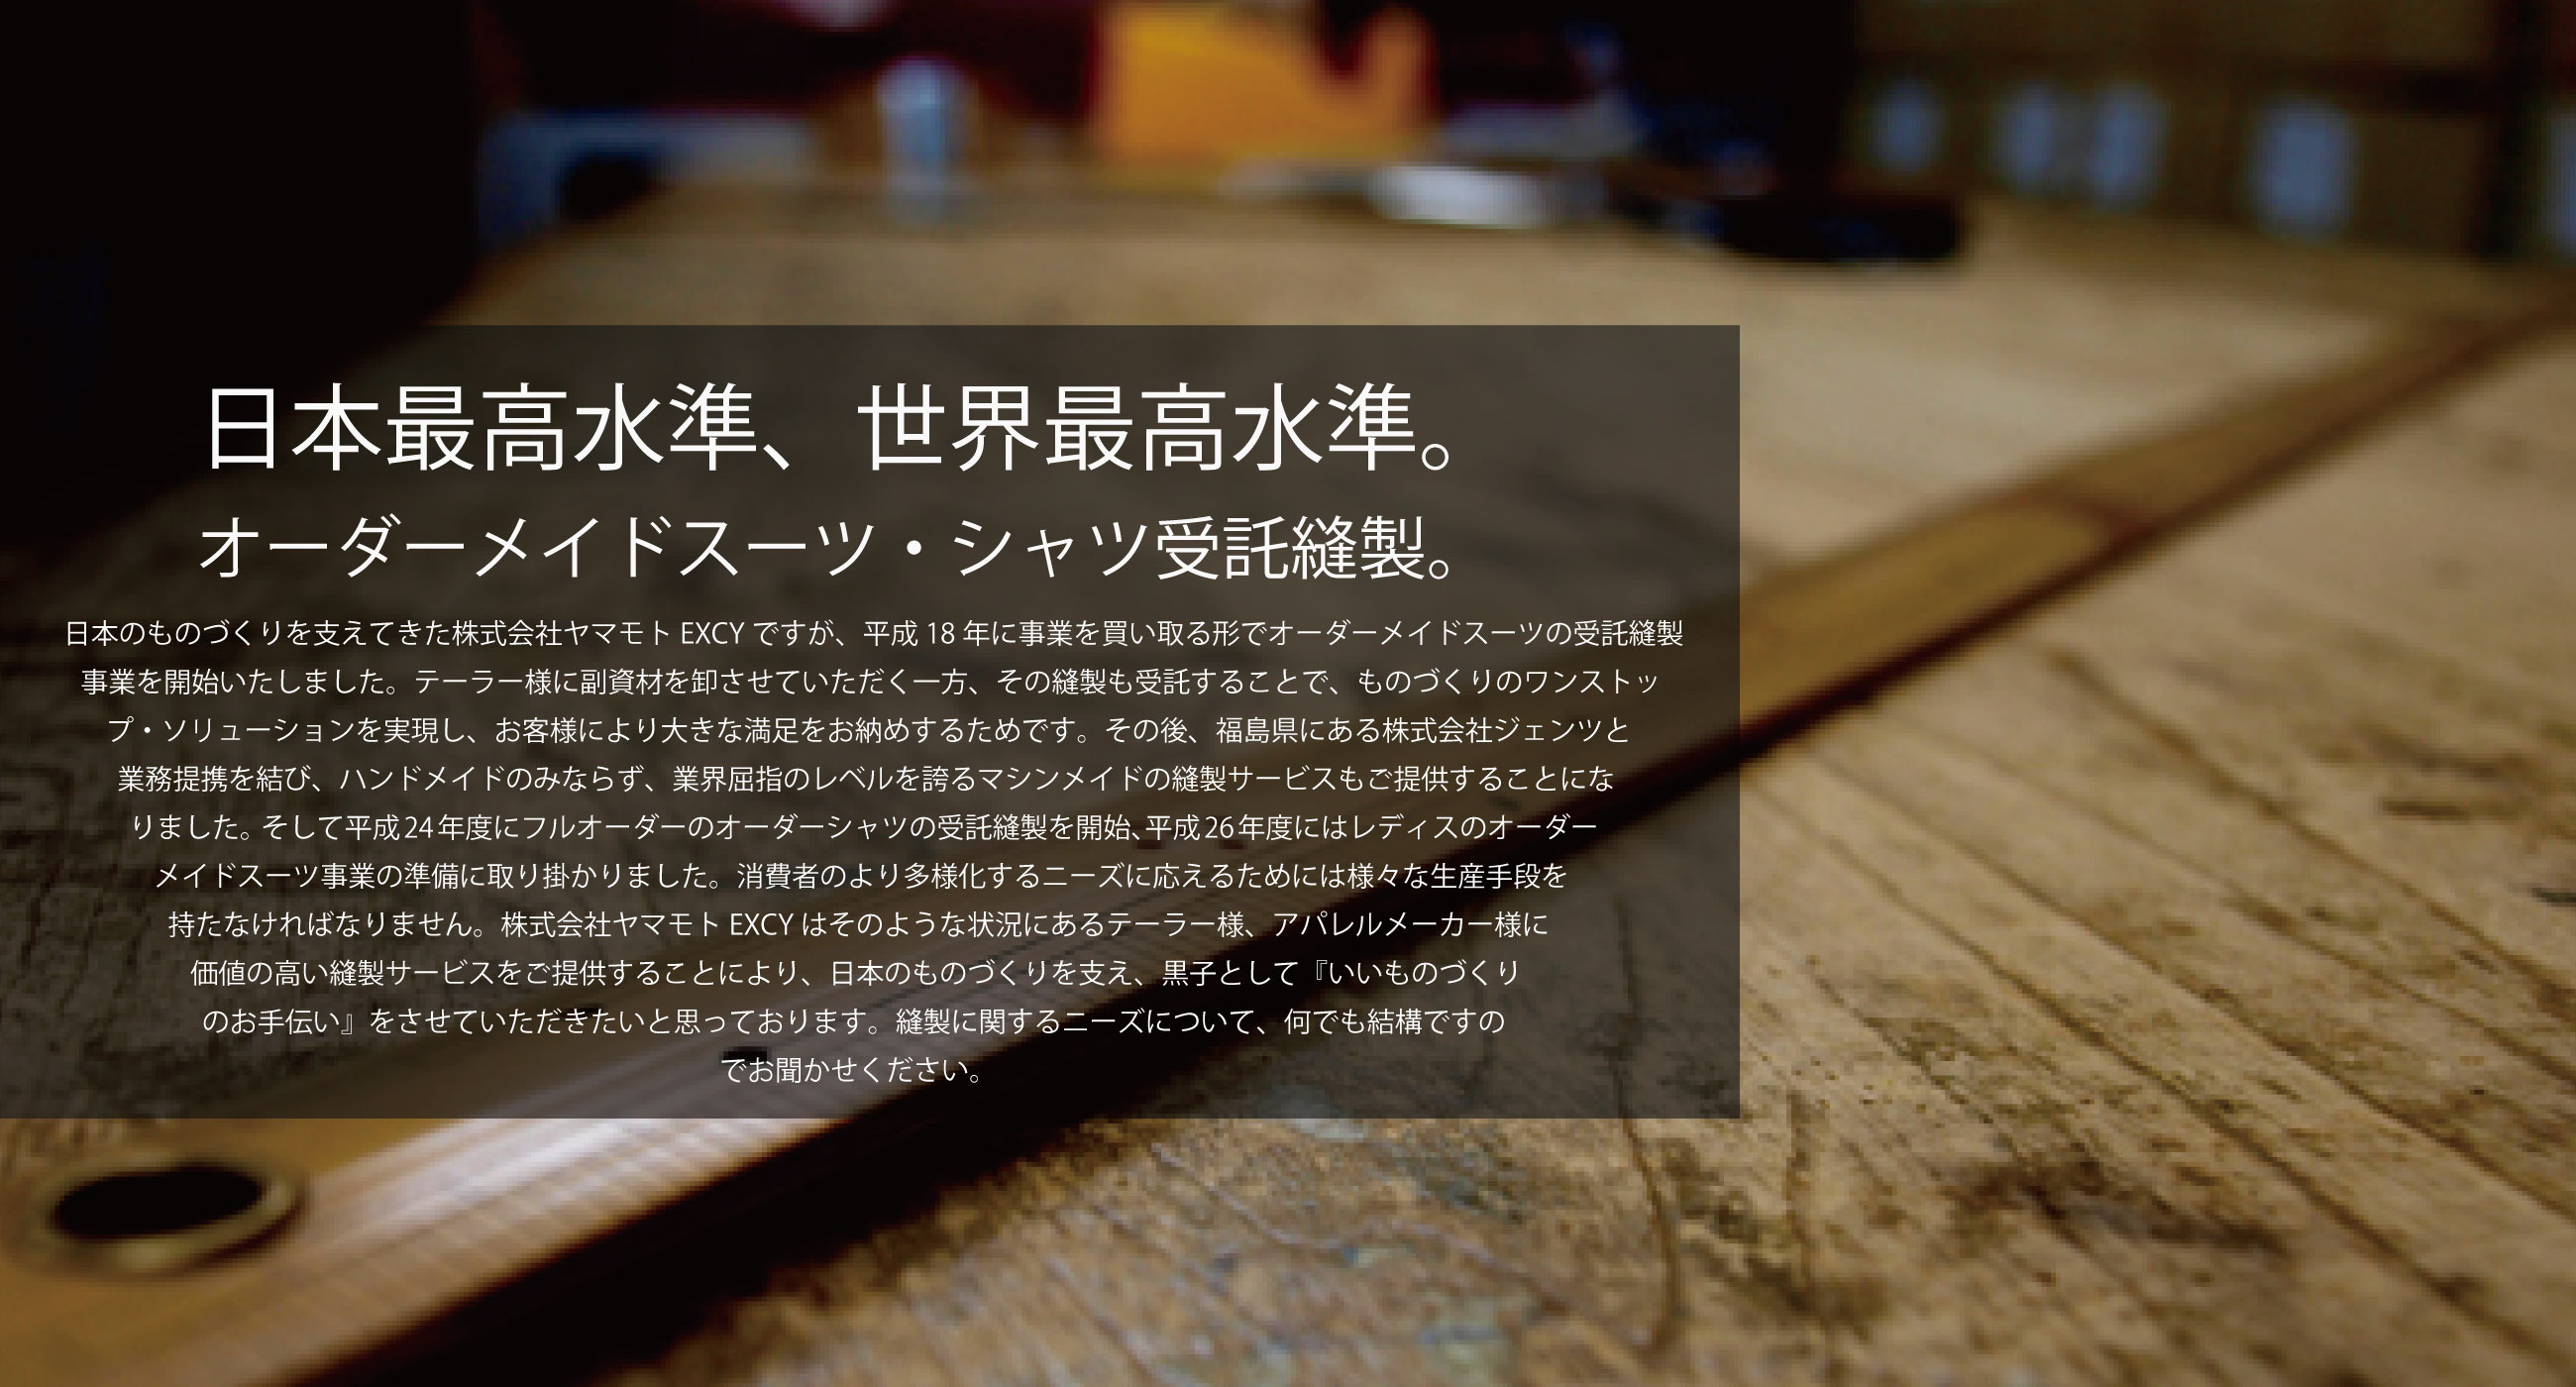 日本最高水準、世界最高水準。
オーダーメイドスーツ・シャツ受託縫製。
日本のものづくりを支えてきた株式会社ヤマモト EXCY ですが、平成 18 年に事業を買い取る形でオーダーメイドスーツの受託縫製
事業を開始いたしました。テーラー様に副資材を卸させていただく一方、その縫製も受託することで、ものづくりのワンストッ
プ・ソリューションを実現し、お客様により大きな満足をお納めするためです。その後、福島県にある株式会社ジェンツと
業務提携を結び、ハンドメイドのみならず、業界屈指のレベルを誇るマシンメイドの縫製サービスもご提供することにな
りました。そして平成 24 年度にフルオーダーのオーダーシャツの受託縫製を開始、平成 26 年度にはレディスのオーダー
メイドスーツ事業の準備に取り掛かりました。消費者のより多様化するニーズに応えるためには様々な生産手段を
持たなければなりません。株式会社ヤマモト EXCY はそのような状況にあるテーラー様、アパレルメーカー様に
価値の高い縫製サービスをご提供することにより、日本のものづくりを支え、黒子として『いいものづくり
のお手伝い』をさせていただきたいと思っております。縫製に関するニーズについて、何でも結構ですの
でお聞かせください。